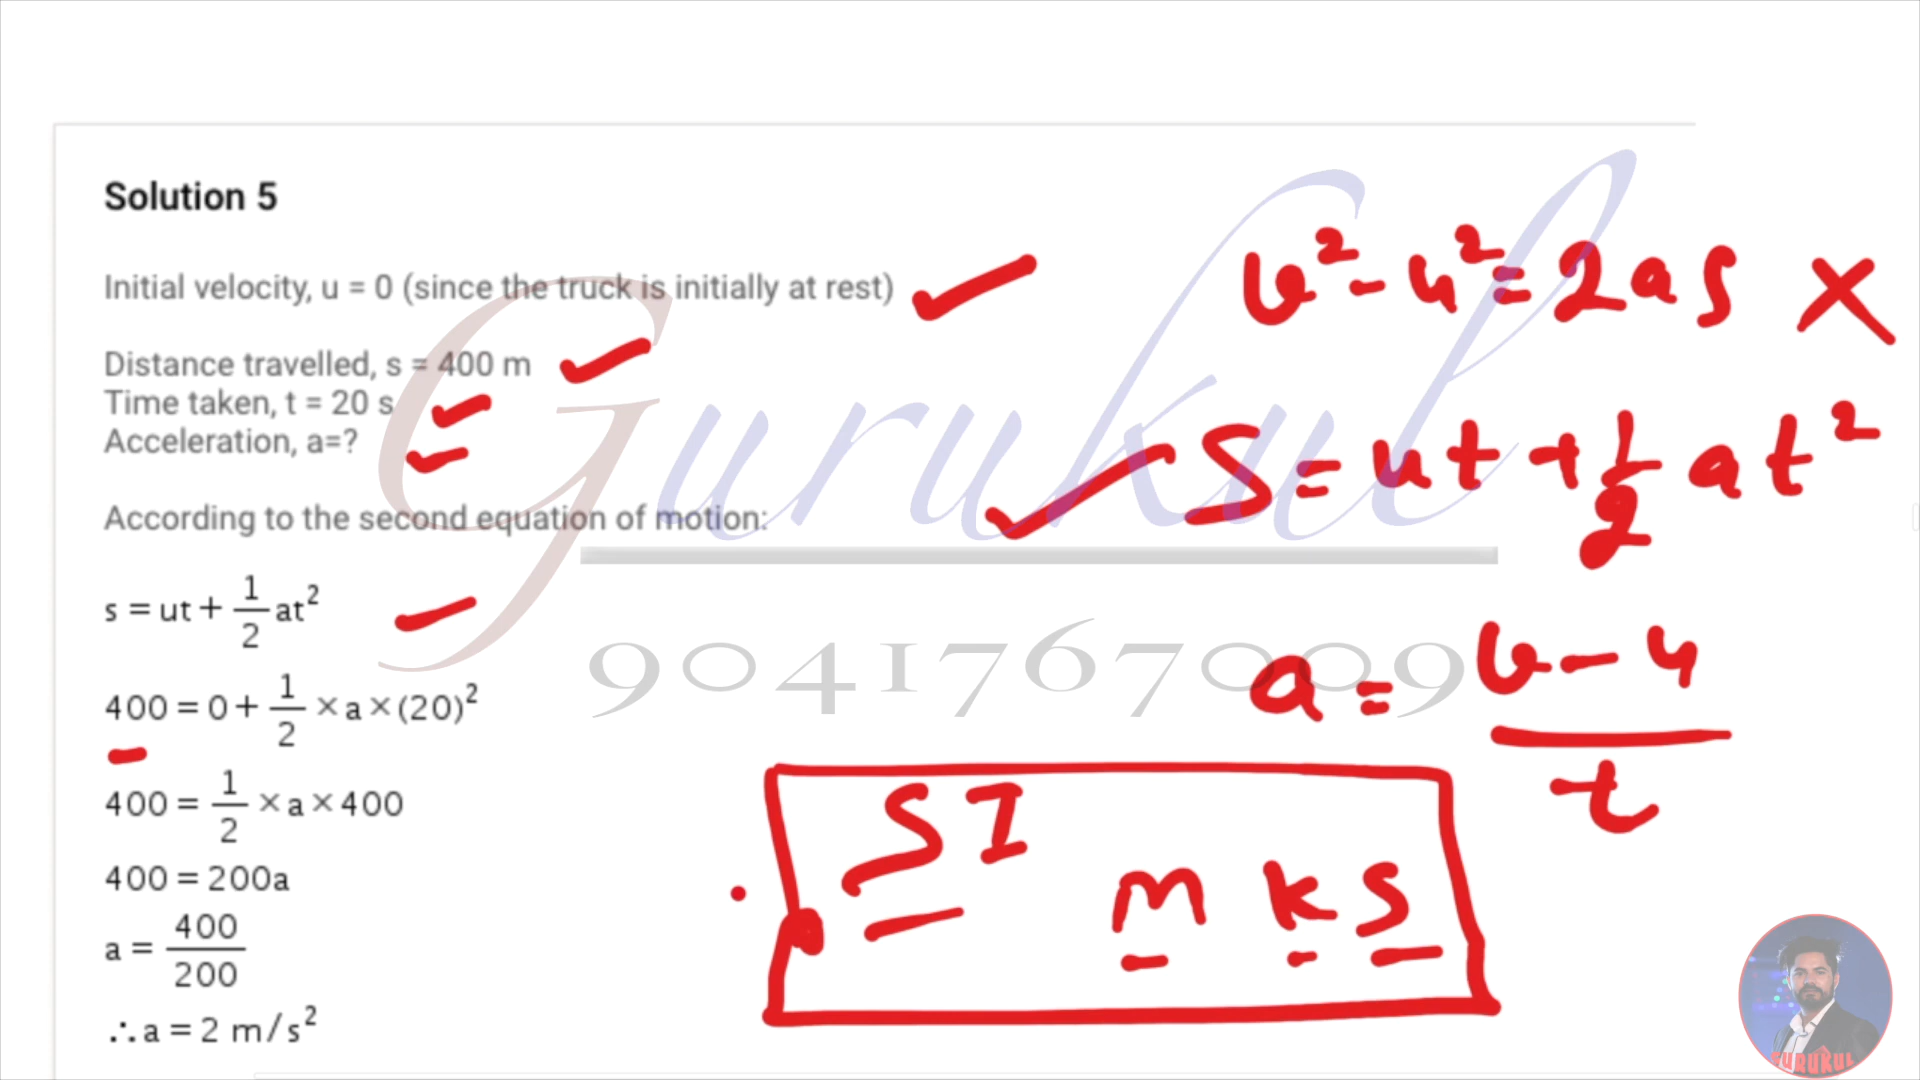 Solution 5
Initial velocity, u = 0 (since the truck is initially at rest)
Distance travelled, s = 400 m
Time taken, t = 20 s
Acceleration, a=?
According to the second equation of motion:
s = ut + 1/2 at²
400 = 0 + 1/2 × a × (20)²
400 = 1/2 × a × 400
400 = 200a
a = 400/200
∴ a = 2 m/s²
v² - u² = 2as ×
S = ut + 1/2 at²
a = v - u / t
SI
m k s
Gurukul
9041767009
GURUKUL